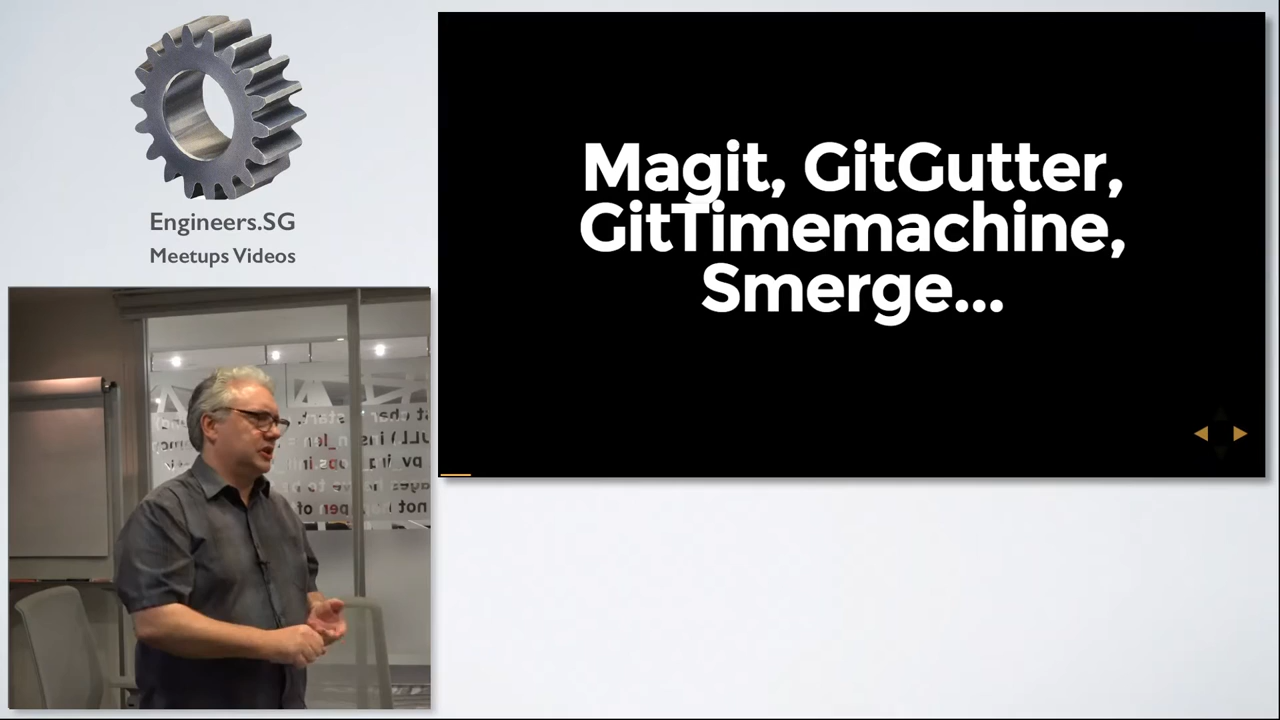 Engineers.SG
Meetups Videos
Magit, GitGutter,
GitTimemachine,
Smerge...